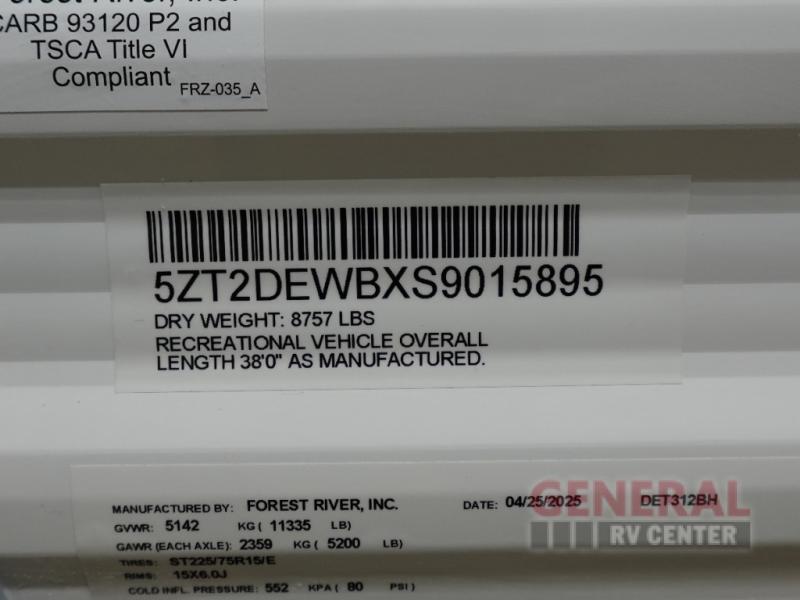 CARB 93120 P2 and
TSCA Title VI
Compliant FRZ-035_A
5ZT2DEWBXS9015895
DRY WEIGHT: 8757 LBS
RECREATIONAL VEHICLE OVERALL
LENGTH 38'0" AS MANUFACTURED.
MANUFACTURED BY: FOREST RIVER, INC. DATE: 04/25/2025 DET312BH
GVWR: 5142 KG ( 11335 LB)
GAWR (EACH AXLE): 2359 KG ( 5200 LB)
TIRES: ST225/75R15/E
RIMS: 15X6.0J
COLD INFL. PRESSURE: 552 KPA ( 80 PSI )
GENERAL
RV CENTER